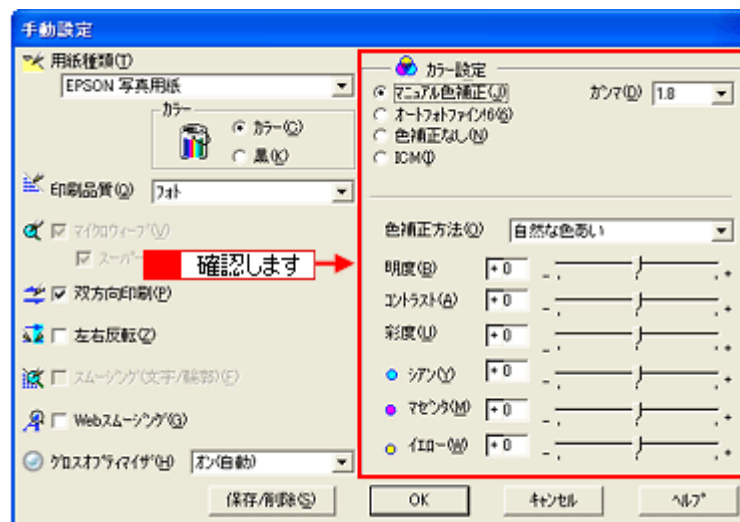 手動設定
用紙種類(T)
EPSON 写真用紙
カラー
カラー(C)
黒(K)
印刷品質(Q) フォト
マイクロウィーブ(V)
スーパー
確認します
双方向印刷(P)
左右反転(Z)
スムージング(文字/輪郭)(E)
Webスムージング(G)
グロスオプティマイザ(H) オン(自動)
カラー設定
マニュアル色補正(J)
ガンマ(D) 1.8
オートフォトファイン!6(6)
色補正なし(N)
ICM(I)
色補正方法(O) 自然な色あい
明度(B) +0 - +
コントラスト(A) +0 - +
彩度(U) +0 - +
シアン(Y) +0 - +
マゼンタ(M) +0 - +
イエロー(W) +0 - +
保存/削除(S) OK キャンセル ヘルプ